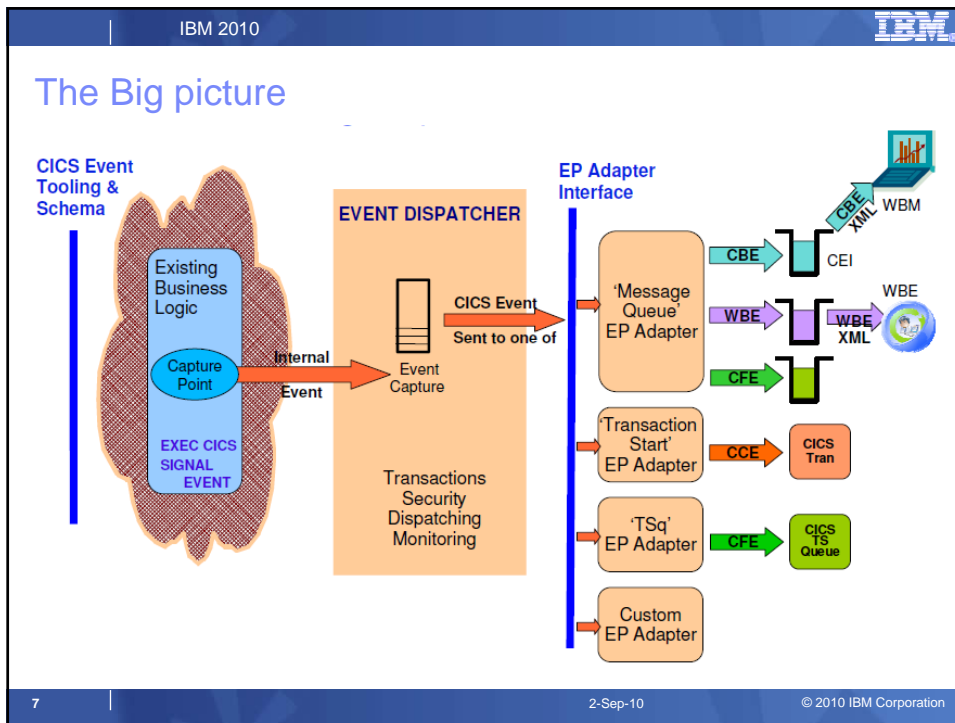 IBM 2010
IBM
The Big picture
CICS Event
Tooling &
Schema
Existing
Business
Logic
Capture
Point
EXEC CICS
SIGNAL
EVENT
Internal
Event
EVENT DISPATCHER
Event
Capture
CICS Event
Sent to one of
Transactions
Security
Dispatching
Monitoring
EP Adapter
Interface
'Message
Queue'
EP Adapter
CBE
CEI
CBE
XML
WBM
WBE
WBE
XML
WBE
CFE
'Transaction
Start'
EP Adapter
CCE
CICS
Tran
'TSq'
EP Adapter
CFE
CICS
TS
Queue
Custom
EP Adapter
7
2-Sep-10
© 2010 IBM Corporation